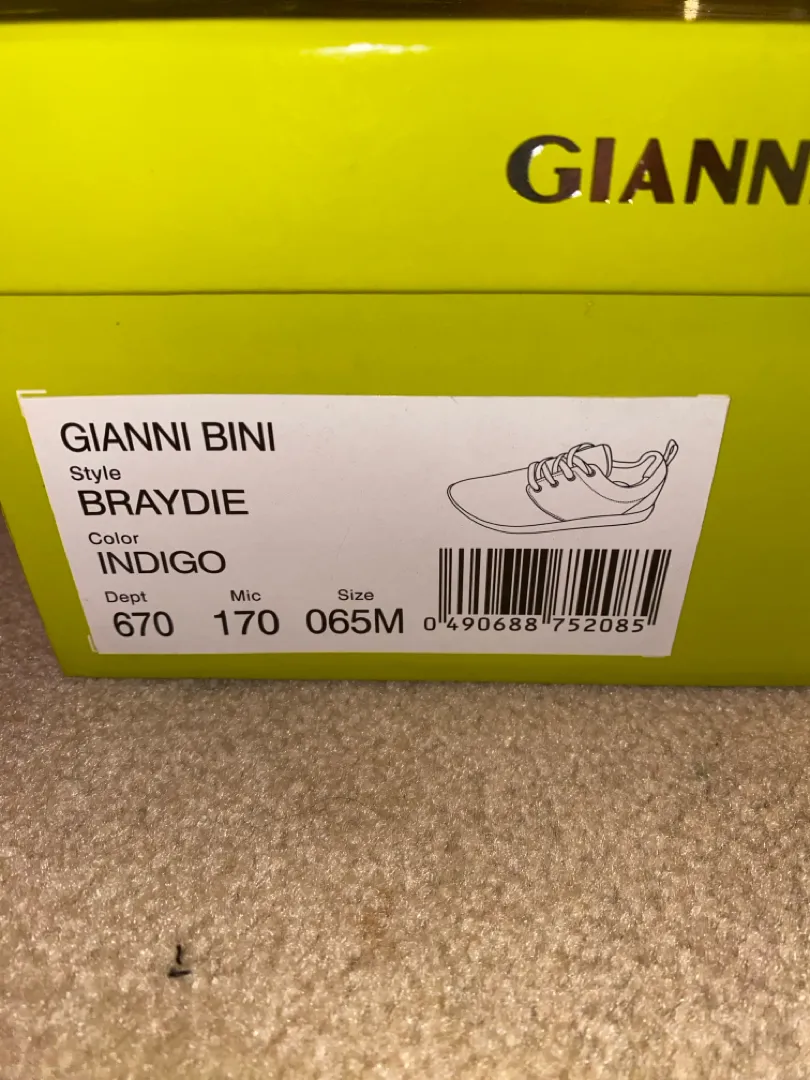 GIANN
GIANNI BINI
Style
BRAYDIE
Color
INDIGO
Dept Mic Size
670 170 065M
0 490688 752085